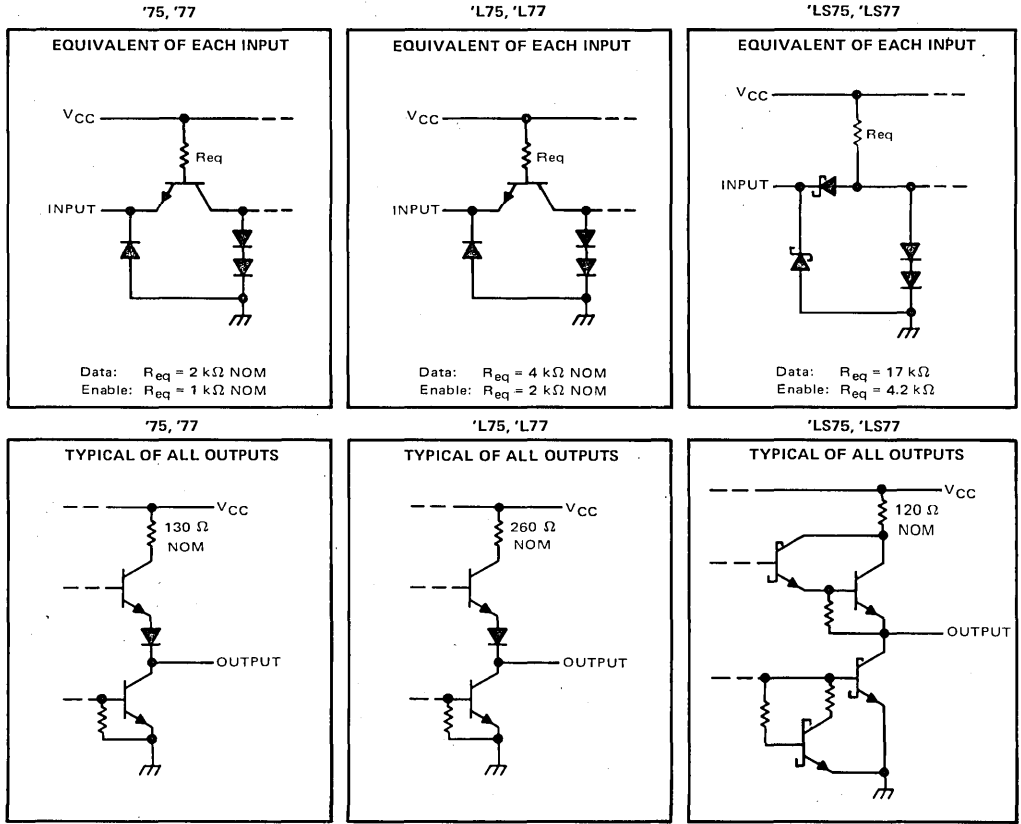 '75, '77
EQUIVALENT OF EACH INPUT
VCC
Req
INPUT
Data: Req = 2 kΩ NOM
Enable: Req = 1 kΩ NOM
'L75, 'L77
EQUIVALENT OF EACH INPUT
VCC
Req
INPUT
Data: Req = 4 kΩ NOM
Enable: Req = 2 kΩ NOM
'LS75, 'LS77
EQUIVALENT OF EACH INPUT
VCC
Req
INPUT
Data: Req = 17 kΩ
Enable: Req = 4.2 kΩ
'75, '77
TYPICAL OF ALL OUTPUTS
VCC
130 Ω
NOM
OUTPUT
'L75, 'L77
TYPICAL OF ALL OUTPUTS
VCC
260 Ω
NOM
OUTPUT
'LS75, 'LS77
TYPICAL OF ALL OUTPUTS
VCC
120 Ω
NOM
OUTPUT